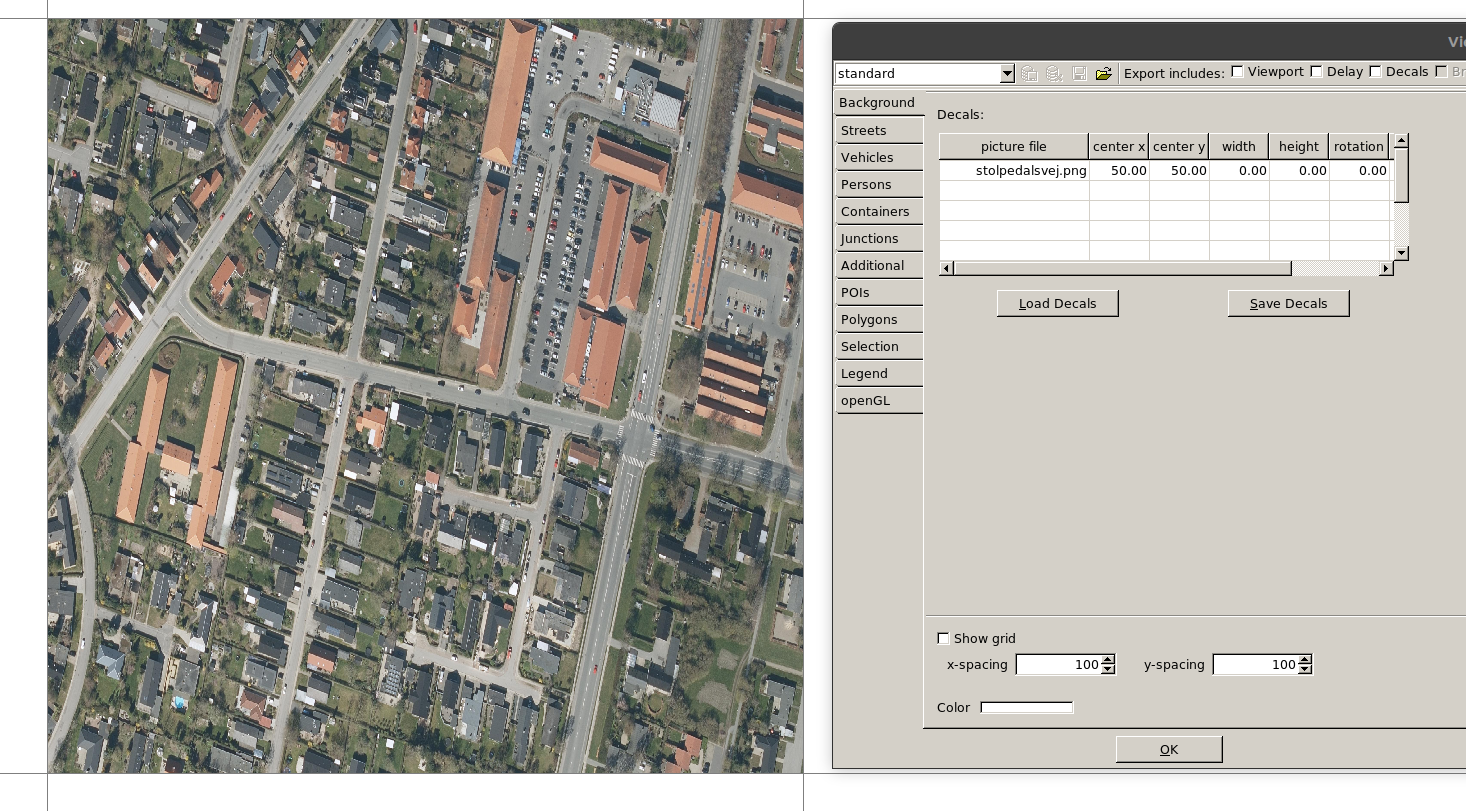 Vi
standard
Export includes: Viewport Delay Decals Br
Background
Streets
Vehicles
Persons
Containers
Junctions
Additional
POIs
Polygons
Selection
Legend
openGL
Decals:
picture file center x center y width height rotation
stolpedalsvej.png 50.00 50.00 0.00 0.00 0.00
Load Decals Save Decals
Show grid
x-spacing 100 y-spacing 100
Color
OK